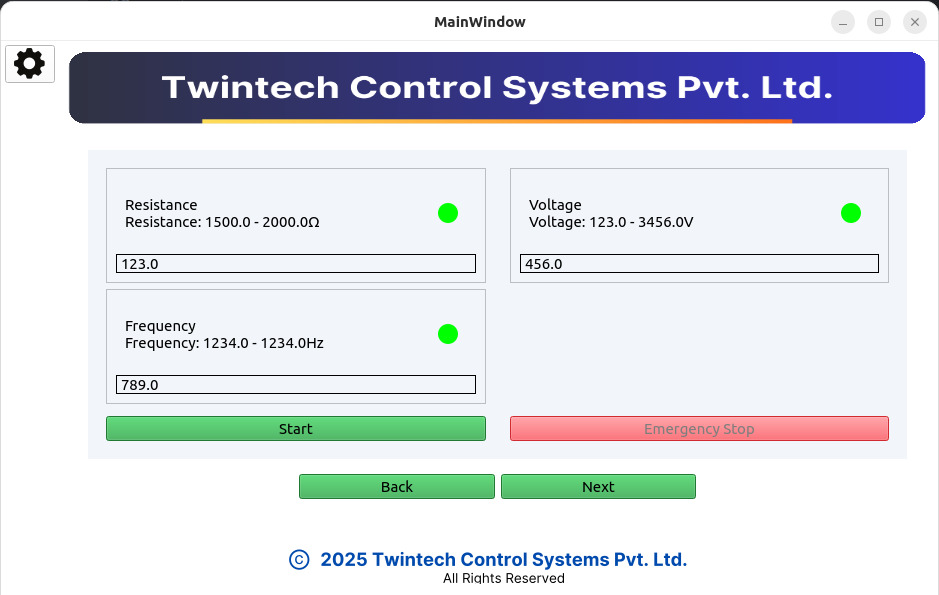 MainWindow
Twintech Control Systems Pvt. Ltd.
Resistance
Resistance: 1500.0 - 2000.0Ω
123.0
Voltage
Voltage: 123.0 - 3456.0V
456.0
Frequency
Frequency: 1234.0 - 1234.0Hz
789.0
Start
Emergency Stop
Back
Next
© 2025 Twintech Control Systems Pvt. Ltd.
All Rights Reserved